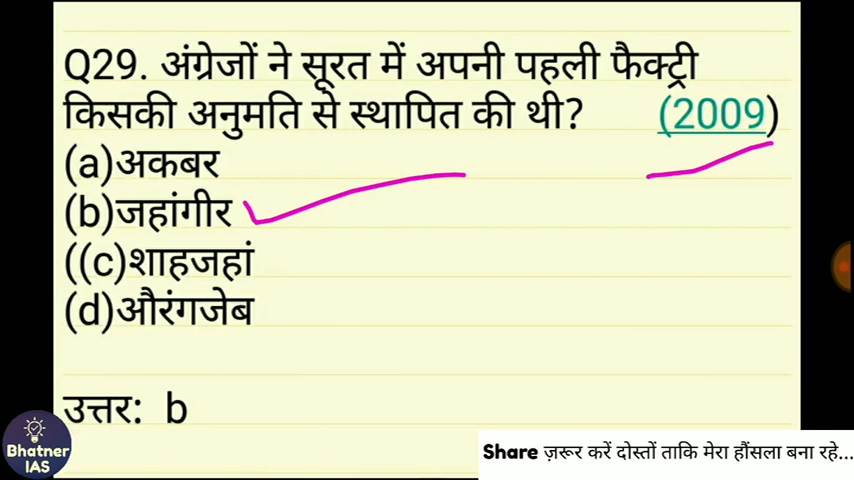 Q29. अंग्रेजों ने सूरत में अपनी पहली फैक्ट्री
किसकी अनुमति से स्थापित की थी? (2009)
(a)अकबर
(b)जहांगीर
((c)शाहजहां
(d)औरंगजेब
उत्तर: b
Bhatner
IAS
Share ज़रूर करें दोस्तों ताकि मेरा हौंसला बना रहे...